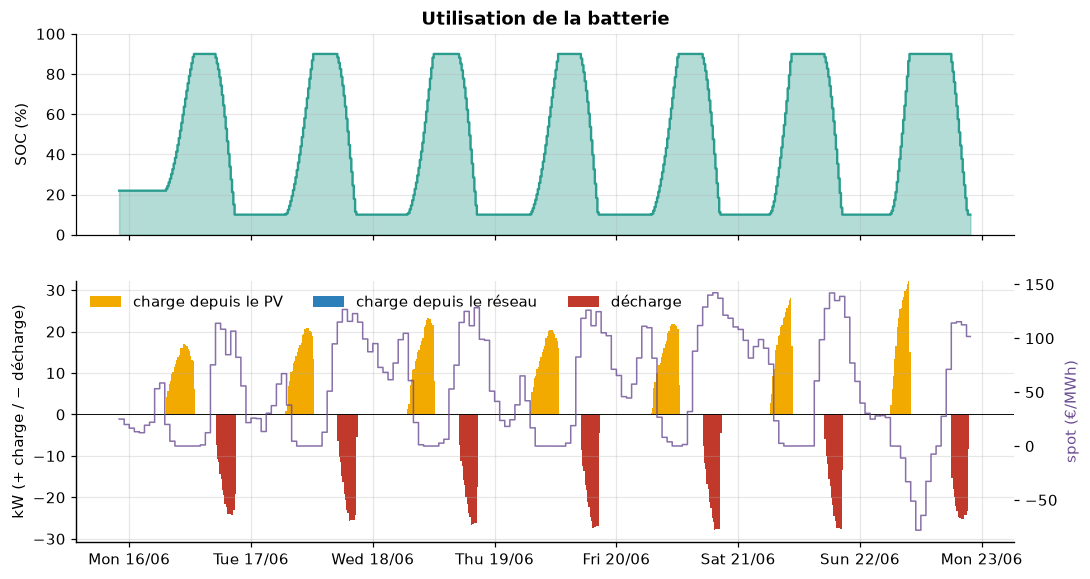 Utilisation de la batterie
100
80
60
40
20
0
SOC (%)
charge depuis le PV
charge depuis le réseau
décharge
30
20
10
0
−10
−20
−30
kW (+ charge / − décharge)
150
100
50
0
−50
spot (€/MWh)
Mon 16/06
Tue 17/06
Wed 18/06
Thu 19/06
Fri 20/06
Sat 21/06
Sun 22/06
Mon 23/06